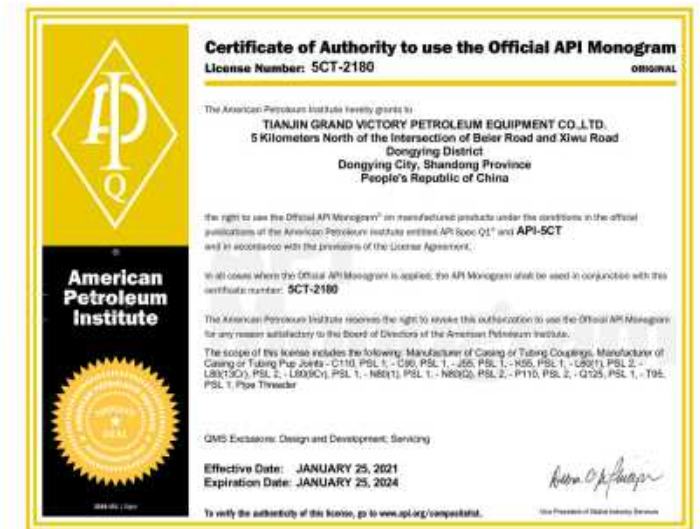 Certificate of Authority to use the Official API Monogram
License Number: 5CT-2180
ORIGINAL
The American Petroleum Institute hereby grants to
TIANJIN GRAND VICTORY PETROLEUM EQUIPMENT CO.,LTD.
5 Kilometers North of the Intersection of Beier Road and Xiwu Road
Dongying District
Dongying City, Shandong Province
People's Republic of China
the right to use the Official API Monogram® on manufactured products under the conditions in the official
publications of the American Petroleum Institute entitled API Spec Q1® and API-5CT
and in accordance with the provisions of the License Agreement.
In all cases where the Official API Monogram is applied, the API Monogram shall be used in conjunction with this
certificate number: 5CT-2180
The American Petroleum Institute reserves the right to revoke this authorization to use the Official API Monogram
for any reason satisfactory to the Board of Directors of the American Petroleum Institute.
The scope of this license includes the following: Manufacturer of Casing or Tubing Couplings, Manufacturer of
Casing or Tubing Pup Joints - C110, PSL 1, - C90, PSL 1, - J55, PSL 1, - K55, PSL 1, - L80(1), PSL 2, -
L80(13Cr), PSL 2, - L80(9Cr), PSL 1, - N80(1), PSL 1, - N80(Q), PSL 2, - P110, PSL 2, - Q125, PSL 1, - T95,
PSL 1, Pipe Threader
QMS Exclusions: Design and Development; Servicing
Effective Date: JANUARY 25, 2021
Expiration Date: JANUARY 25, 2024
To verify the authenticity of this license, go to www.api.org/compositelist.
Vice President of Global Industry Services
API
Q
American
Petroleum
Institute
OFFICIAL
SEAL